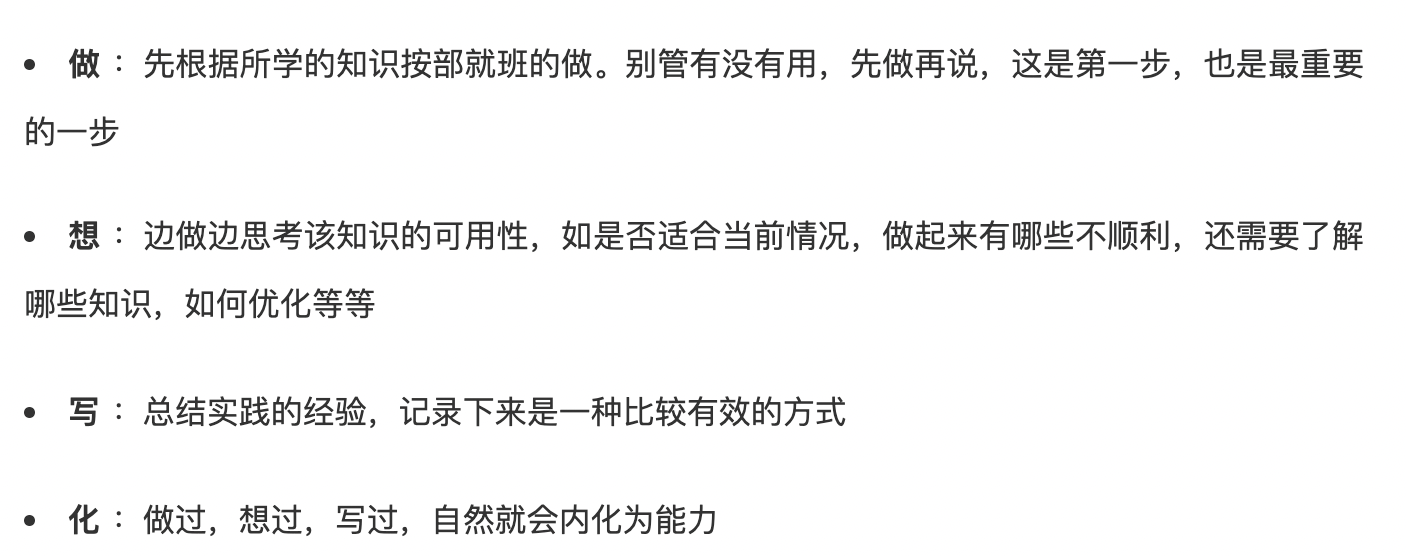 • 做 ： 先根据所学的知识按部就班的做。别管有没有用，先做再说，这是第一步，也是最重要
的一步
• 想 ： 边做边思考该知识的可用性，如是否适合当前情况，做起来有哪些不顺利，还需要了解
哪些知识，如何优化等等
• 写 ： 总结实践的经验，记录下来是一种比较有效的方式
• 化 ： 做过，想过，写过，自然就会内化为能力